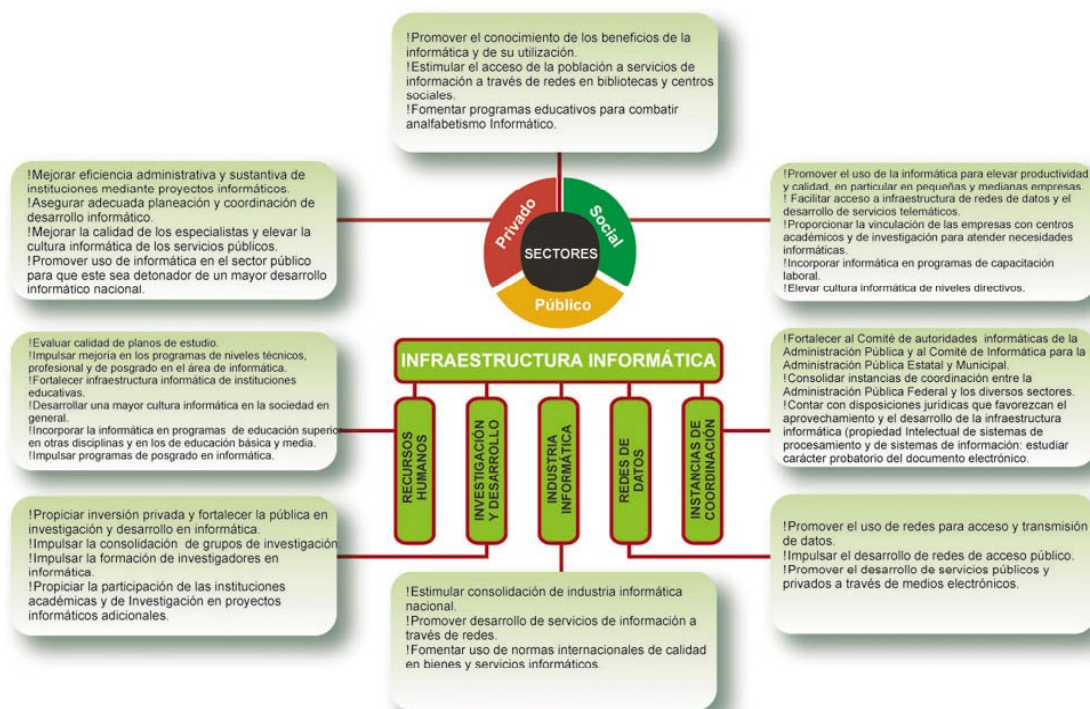 !Promover el conocimiento de los beneficios de la
informática y de su utilización.
!Estimular el acceso de la población a servicios de
información a través de redes en bibliotecas y centros
sociales.
!Fomentar programas educativos para combatir
analfabetismo Informático.
!Mejorar eficiencia administrativa y sustantiva de
instituciones mediante proyectos informáticos.
!Asegurar adecuada planeación y coordinación de
desarrollo informático.
!Mejorar la calidad de los especialistas y elevar la
cultura informática de los servicios públicos.
!Promover uso de informática en el sector público
para que este sea detonador de un mayor desarrollo
informático nacional.
Privado
Social
SECTORES
Público
!Promover el uso de la informática para elevar productividad
y calidad, en particular en pequeñas y medianas empresas.
! Facilitar acceso a infraestructura de redes de datos y el
desarrollo de servicios telemáticos.
!Proporcionar la vinculación de las empresas con centros
académicos y de investigación para atender necesidades
informáticas.
!Incorporar informática en programas de capacitación
laboral.
!Elevar cultura informática de niveles directivos.
!Evaluar calidad de planos de estudio.
!Impulsar mejoría en los programas de niveles técnicos,
profesional y de posgrado en el área de informática.
!Fortalecer infraestructura informática de instituciones
educativas.
!Desarrollar una mayor cultura informática en la sociedad en
general.
!Incorporar la informática en programas de educación superior
en otras disciplinas y en los de educación básica y media.
!Impulsar programas de posgrado en informática.
INFRAESTRUCTURA INFORMÁTICA
RECURSOS
HUMANOS
INVESTIGACIÓN
Y DESARROLLO
INDUSTRIA
INFORMÁTICA
REDES DE
DATOS
INSTANCIAS DE
COORDINACIÓN
!Fortalecer al Comité de autoridades informáticas de la
Administración Pública y al Comité de Informática para la
Administración Pública Estatal y Municipal.
!Consolidar instancias de coordinación entre la
Administración Pública Federal y los diversos sectores.
!Contar con disposiciones jurídicas que favorezcan el
aprovechamiento y el desarrollo de la infraestructura
informática (propiedad Intelectual de sistemas de
procesamiento y de sistemas de información: estudiar
carácter probatorio del documento electrónico.
!Propiciar inversión privada y fortalecer la pública en
investigación y desarrollo en informática.
!Impulsar la consolidación de grupos de investigación.
!Impulsar la formación de investigadores en
informática.
!Propiciar la participación de las instituciones
académicas y de Investigación en proyectos
informáticos adicionales.
!Estimular consolidación de industria informática
nacional.
!Promover desarrollo de servicios de información a
través de redes.
!Fomentar uso de normas internacionales de calidad
en bienes y servicios informáticos.
!Promover el uso de redes para acceso y transmisión
de datos.
!Impulsar el desarrollo de redes de acceso público.
!Promover el desarrollo de servicios públicos y
privados a través de medios electrónicos.